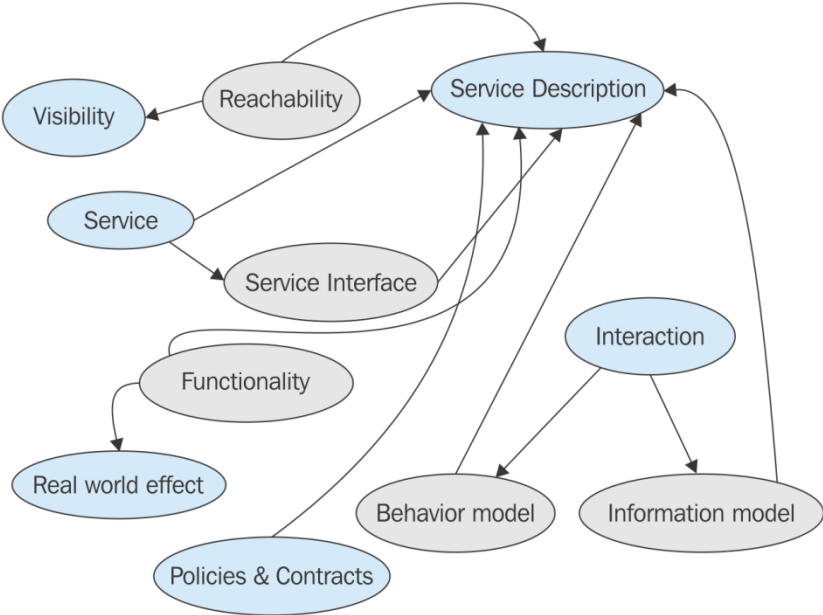 Service Description
Reachability
Visibility
Service
Service Interface
Interaction
Functionality
Real world effect
Behavior model
Information model
Policies & Contracts